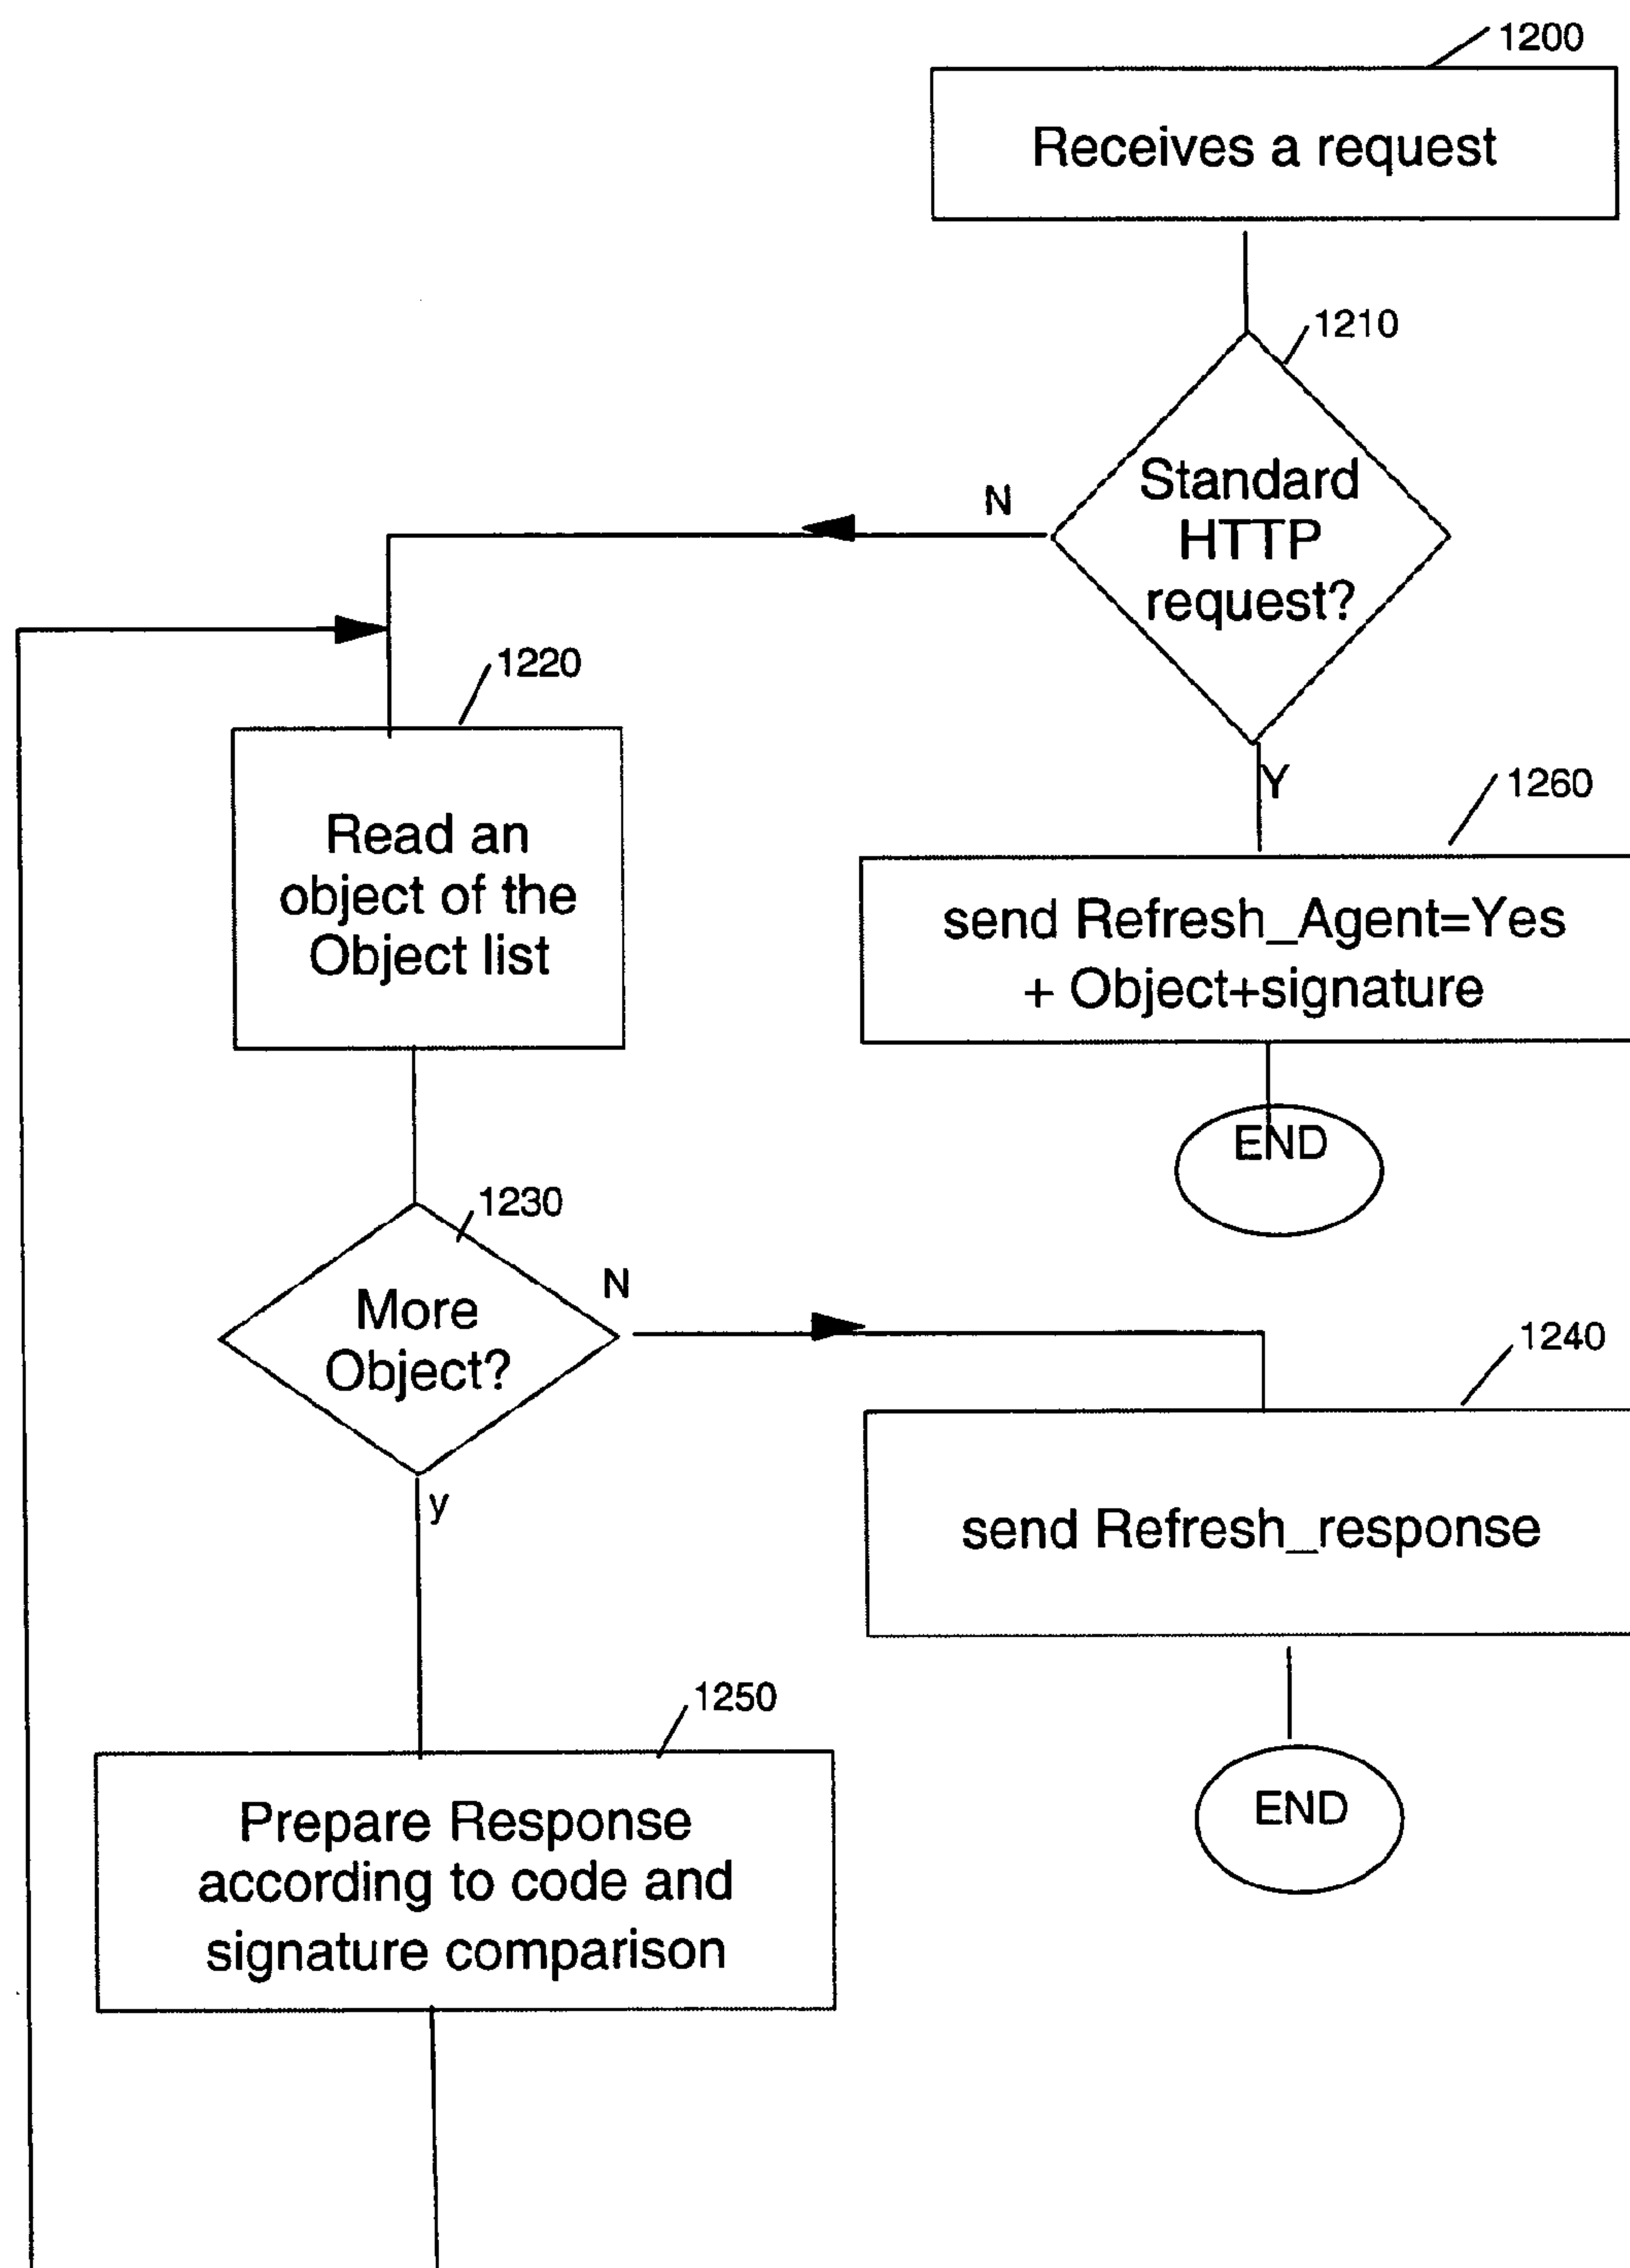 1200
Receives a request
1210
Standard
HTTP
request?
N
Y
1220
Read an
object of the
Object list
1260
send Refresh_Agent=Yes
+ Object+signature
END
1230
More
Object?
N
y
1240
send Refresh_response
END
1250
Prepare Response
according to code and
signature comparison